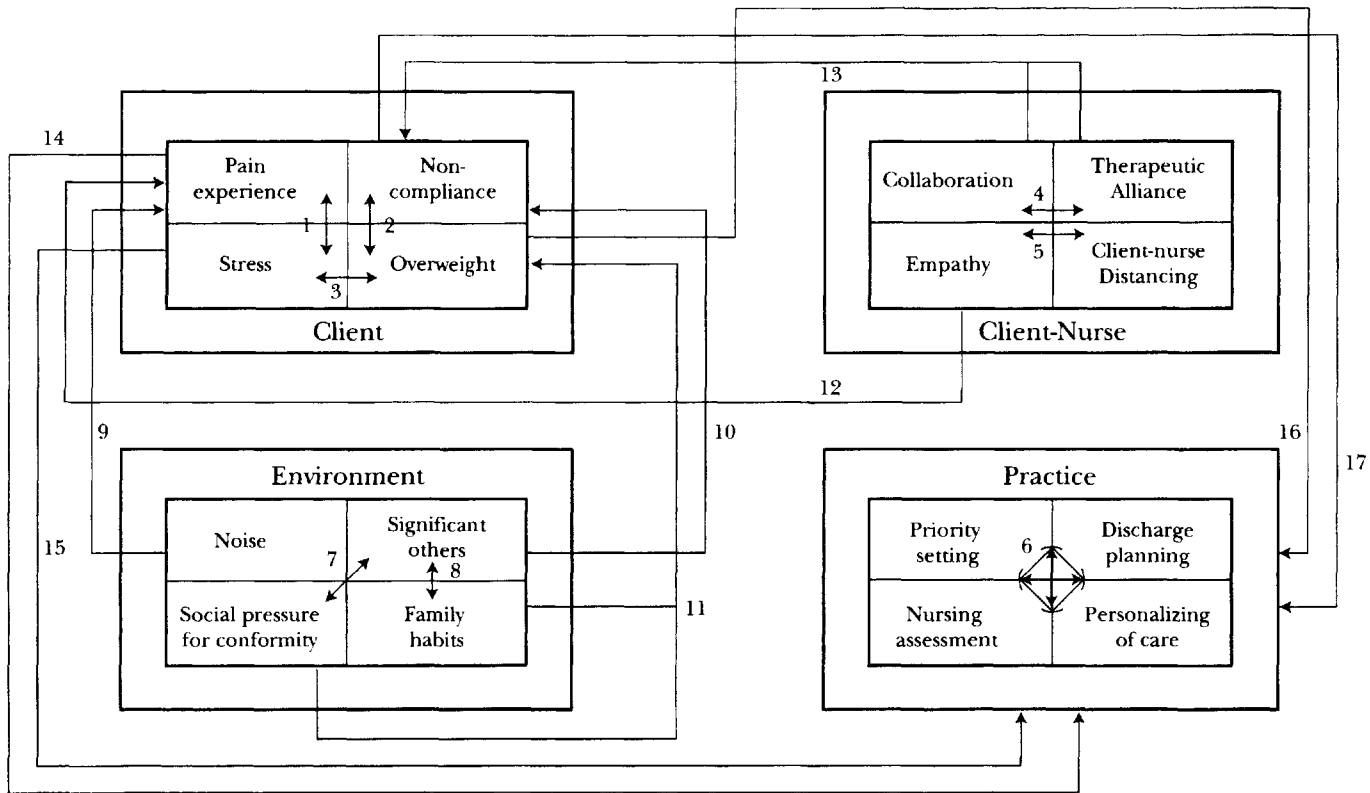 13
14
Pain
experience
Non-
compliance
1
2
Stress
Overweight
3
Client
Collaboration
Therapeutic
Alliance
4
5
Empathy
Client-nurse
Distancing
Client-Nurse
12
9
10
16
17
Environment
Noise
Significant
others
7
8
Social pressure
for conformity
Family
habits
15
11
Practice
Priority
setting
6
Discharge
planning
Nursing
assessment
Personalizing
of care